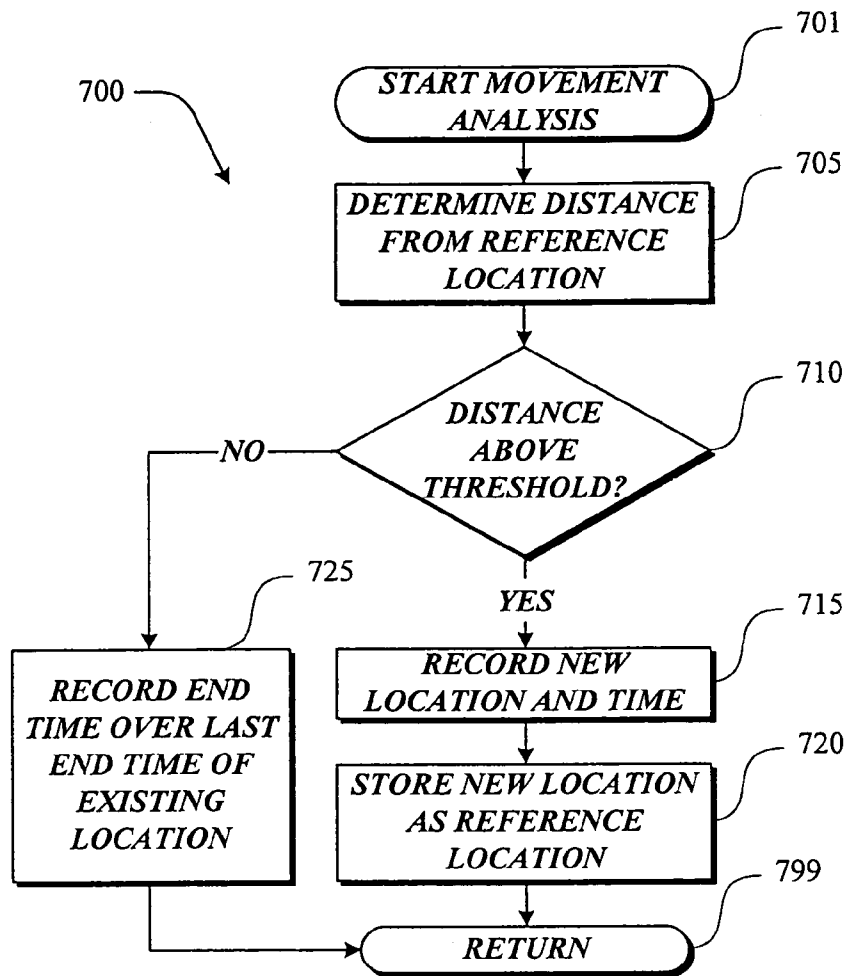 701
START MOVEMENT
ANALYSIS
700
705
DETERMINE DISTANCE
FROM REFERENCE
LOCATION
710
DISTANCE
ABOVE
THRESHOLD?
NO
YES
725
RECORD END
TIME OVER LAST
END TIME OF
EXISTING
LOCATION
715
RECORD NEW
LOCATION AND TIME
720
STORE NEW LOCATION
AS REFERENCE
LOCATION
799
RETURN